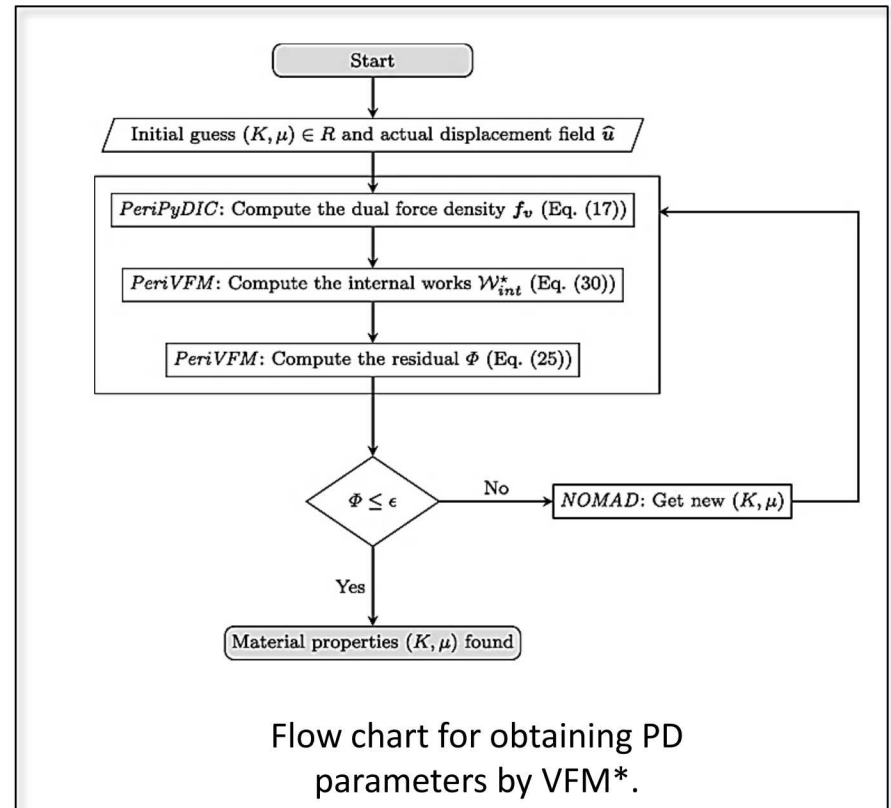 Start
Initial guess (K, μ) ∈ R and actual displacement field û
PeriPyDIC: Compute the dual force density f_v (Eq. (17))
PeriVFM: Compute the internal works W*_int (Eq. (30))
PeriVFM: Compute the residual Φ (Eq. (25))
Φ ≤ ϵ
No
NOMAD: Get new (K, μ)
Yes
Material properties (K, μ) found
Flow chart for obtaining PD
parameters by VFM*.